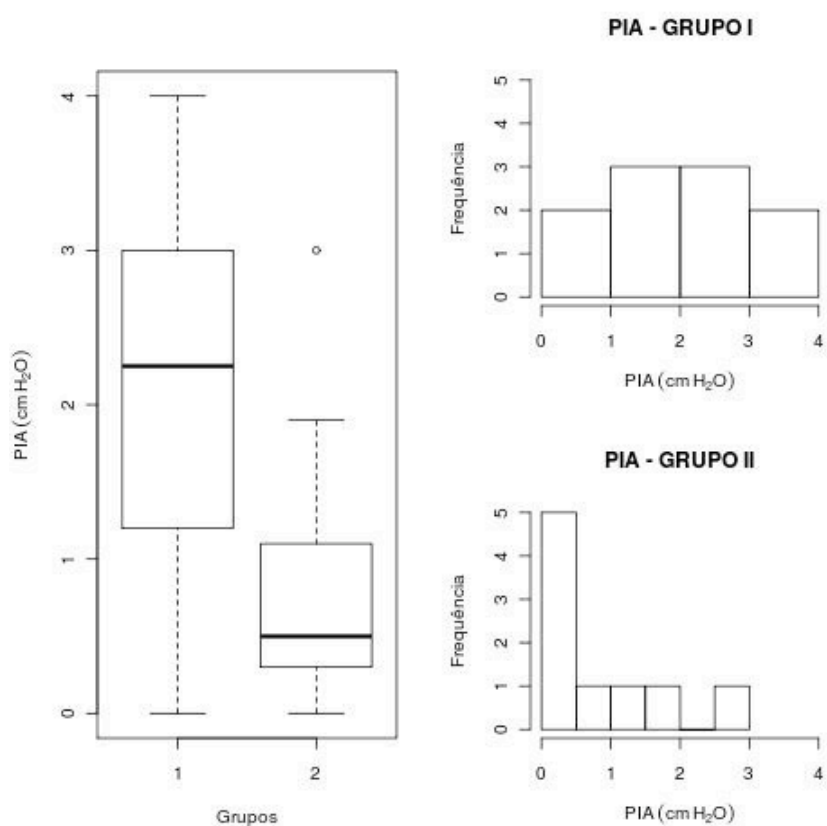 PIA (cm H₂O)
4
3
2
1
0
1 2
Grupos
PIA - GRUPO I
Frequência
5
4
3
2
1
0
0 1 2 3 4
PIA (cm H₂O)
PIA - GRUPO II
Frequência
5
4
3
2
1
0
0 1 2 3 4
PIA (cm H₂O)